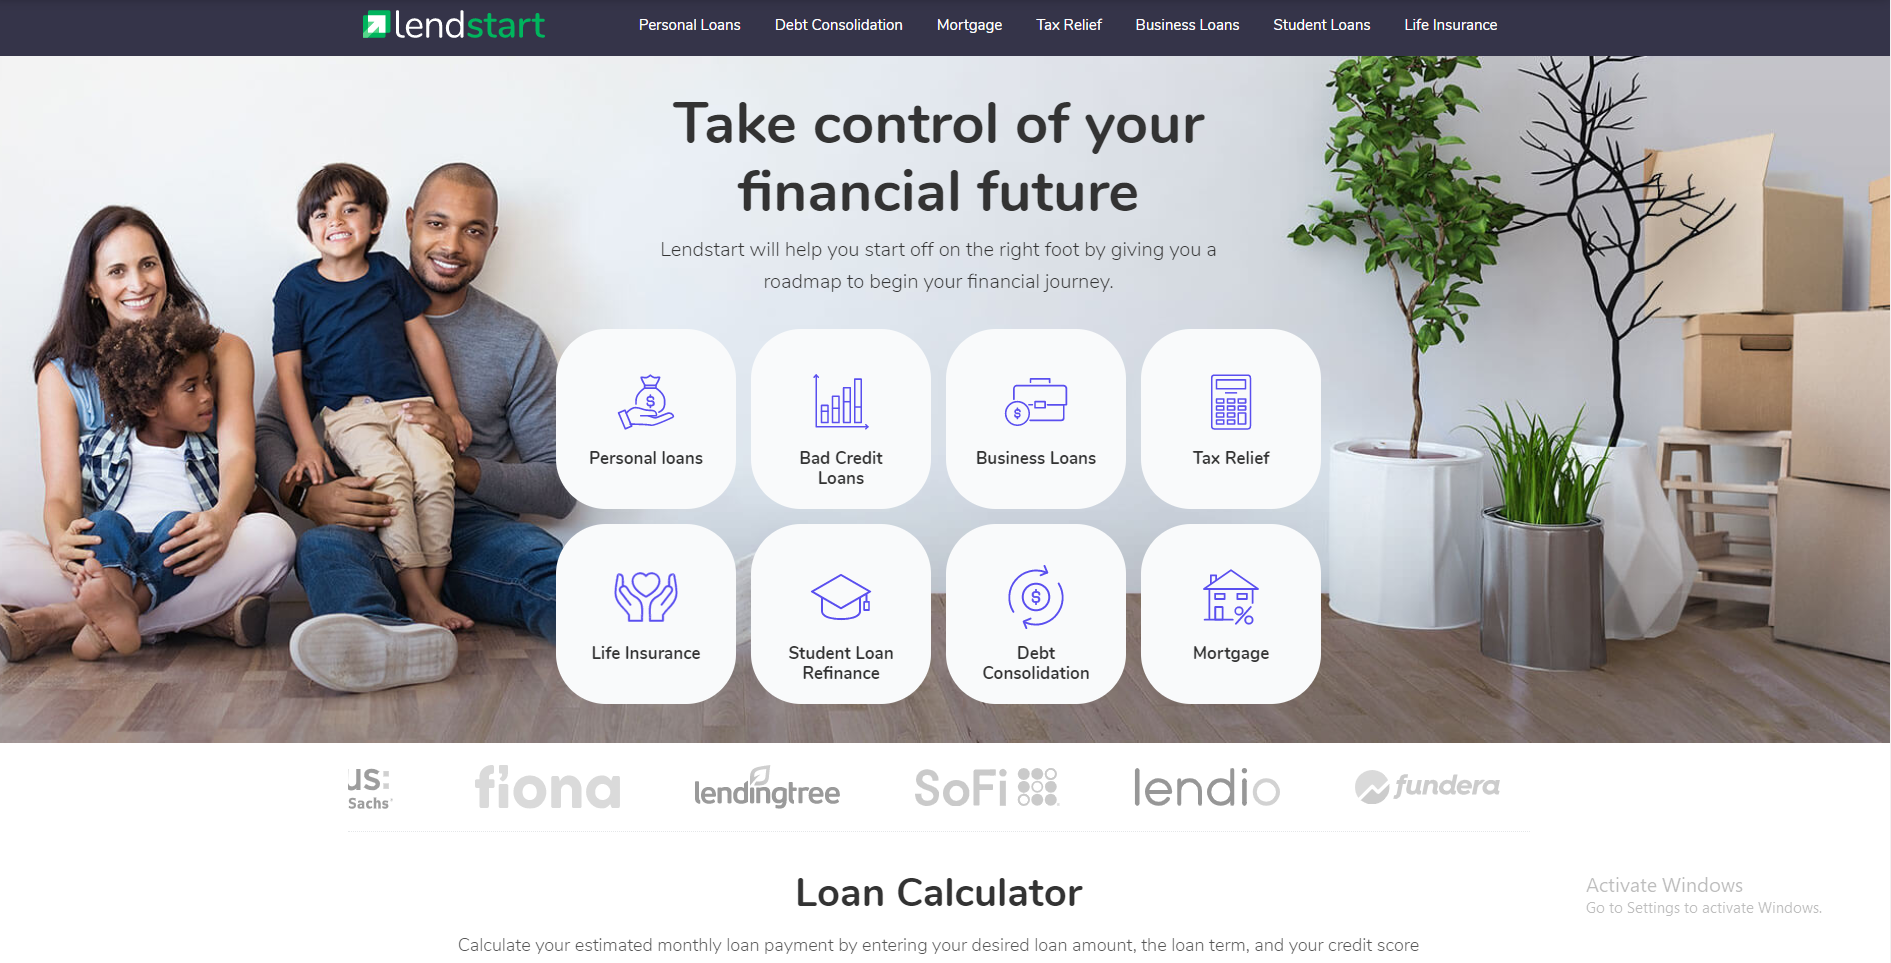 lendstart
Personal Loans Debt Consolidation Mortgage Tax Relief Business Loans Student Loans Life Insurance
Take control of your
financial future
Lendstart will help you start off on the right foot by giving you a
roadmap to begin your financial journey.
Personal loans
Bad Credit
Loans
Business Loans
Tax Relief
Life Insurance
Student Loan
Refinance
Debt
Consolidation
Mortgage
us:
Sachs
fiona
lendingtree
SoFi
lendio
fundera
Loan Calculator
Calculate your estimated monthly loan payment by entering your desired loan amount, the loan term, and your credit score
Activate Windows
Go to Settings to activate Windows.